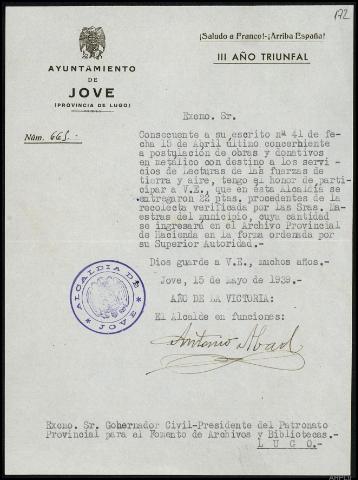 172
¡Saludo a Franco!-¡Arriba España!
III AÑO TRIUNFAL
AYUNTAMIENTO
DE
JOVE
(PROVINCIA DE LUGO)
Núm. 665.-
Excmo. Sr.
Consecuente a su escrito nº 41 de fe-
cha 15 de Abril último concerniente
a postulación de obras y donativos
en metálico con destino a los servi-
cios de Lecturas de las fuerzas de
tierra y aire, tengo el honor de parti-
cipar a V.E., que en ésta Alcaldía se
entregaron 22 ptas, procedentes de la
recolecta verificada por las Sras. Ma-
estras del municipio, cuya cantidad
se ingresará en el Archivo Provincial
de Hacienda en la forma ordenada por
su Superior Autoridad.-
Dios guarde a V.E., muchos años.-
Jove, 15 de mayo de 1939.-
AÑO DE LA VICTORIA:
El Alcalde en funciones:
ALCALDIA DE
JOVE
Antonio Abad
Excmo. Sr. Gobernador Civil-Presidente del Patronato
Provincial para el Fomento de Archivos y Bibliotecas.-
L U G O.-
AHPLU